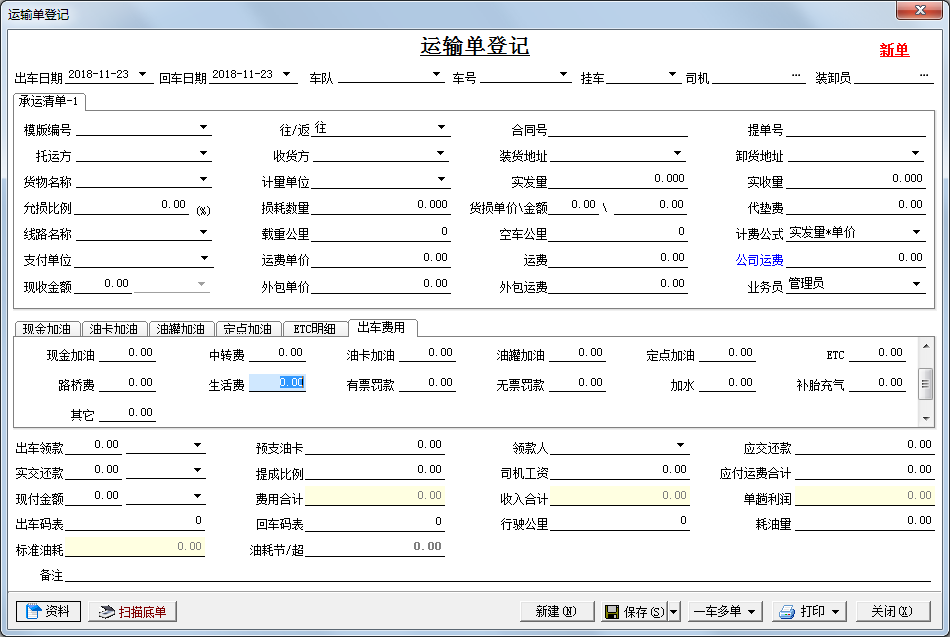 运输单登记
运输单登记
新单
出车日期 2018-11-23 回车日期 2018-11-23 车队 车号 挂车 司机 ... 装卸员 ...
承运清单-1
模版编号 往/返 往 合同号 提单号
托运方 收货方 装货地址 卸货地址
货物名称 计量单位 实发量 0.000 实收量 0.000
允损比例 0.00 (%) 损耗数量 0.000 货损单价\金额 0.00 \ 0.00 代垫费 0.00
线路名称 载重公里 0 空车公里 0 计费公式 实发量*单价
支付单位 运费单价 0.00 运费 0.00 公司运费 0.00
现收金额 0.00 外包单价 0.00 外包运费 0.00 业务员 管理员
现金加油 油卡加油 油罐加油 定点加油 ETC明细 出车费用
现金加油 0.00 中转费 0.00 油卡加油 0.00 油罐加油 0.00 定点加油 0.00 ETC 0.00
路桥费 0.00 生活费 0.00 有票罚款 0.00 无票罚款 0.00 加水 0.00 补胎充气 0.00
其它 0.00
出车领款 0.00 预支油卡 0.00 领款人 应交还款 0.00
实交还款 0.00 提成比例 0.00 司机工资 0.00 应付运费合计 0.00
现付金额 0.00 费用合计 0.00 收入合计 0.00 单趟利润 0.00
出车码表 0 回车码表 0 行驶公里 0 耗油量 0.00
标准油耗 0.00 油耗节/超 0.00
备注
资料 扫描底单 新建(N) 保存(S) 一车多单 打印 关闭(X)